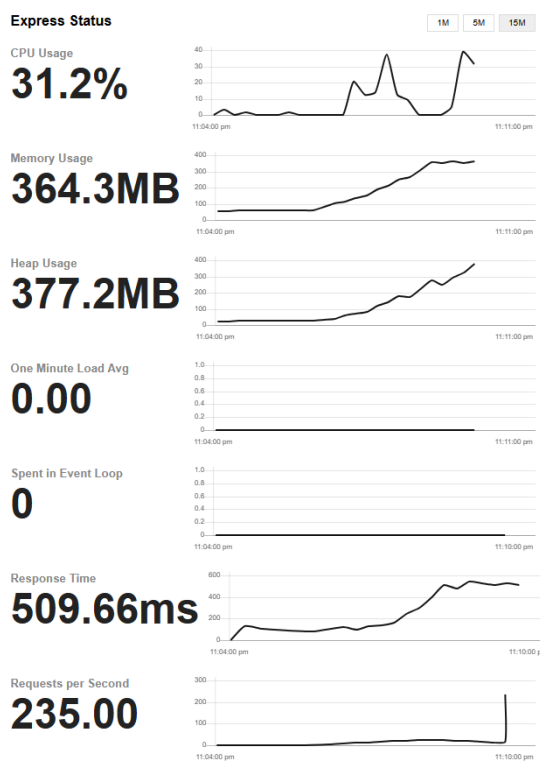 Express Status
1M 5M 15M
CPU Usage
31.2%
40
30
20
10
0
11:04:00 pm 11:11:00 pm
Memory Usage
364.3MB
400
300
200
100
0
11:04:00 pm 11:11:00 pm
Heap Usage
377.2MB
400
300
200
100
0
11:04:00 pm 11:11:00 pm
One Minute Load Avg
0.00
1.0
0.8
0.6
0.4
0.2
0
11:04:00 pm 11:11:00 pm
Spent in Event Loop
0
1.0
0.8
0.6
0.4
0.2
0
11:04:00 pm 11:10:00 pm
Response Time
509.66ms
600
400
200
0
11:04:00 pm 11:10:00 p
Requests per Second
235.00
300
200
100
0
11:04:00 pm 11:10:00 pm